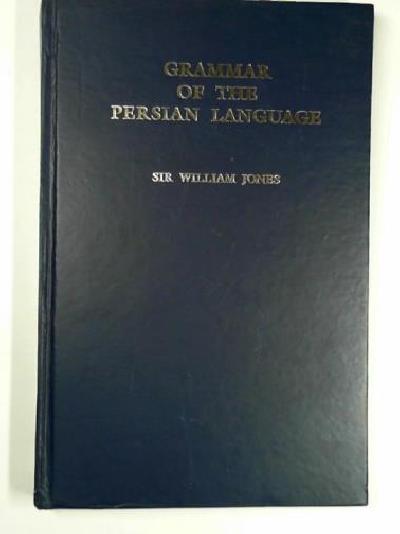 GRAMMAR
OF THE
PERSIAN LANGUAGE
SIR WILLIAM JONES